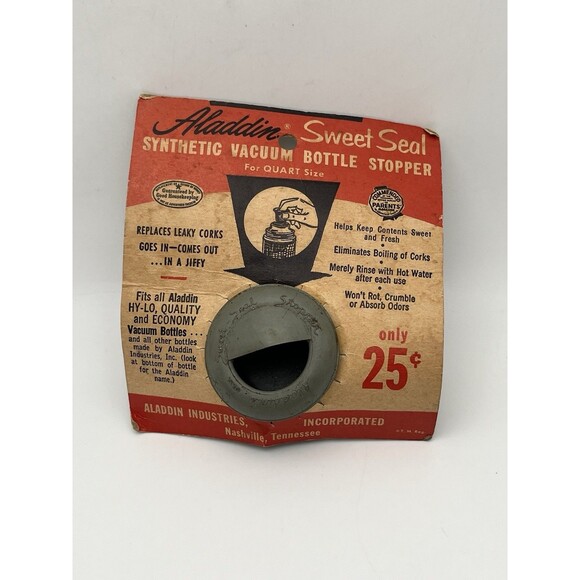 Aladdin® Sweet Seal
SYNTHETIC VACUUM BOTTLE STOPPER
For QUART Size
Guaranteed by
Good Housekeeping
COMMENDED
PARENTS'
REPLACES LEAKY CORKS
GOES IN—COMES OUT
...IN A JIFFY
Helps Keep Contents Sweet
and Fresh
Eliminates Boiling of Corks
Merely Rinse with Hot Water
after each use
Won't Rot, Crumble
or Absorb Odors
Fits all Aladdin
HY-LO, QUALITY
and ECONOMY
Vacuum Bottles ...
and all other bottles
made by Aladdin
Industries, Inc. (look
at bottom of bottle
for the Aladdin
name.)
Seal Stopper
only
25¢
ALADDIN INDUSTRIES, INCORPORATED
Nashville, Tennessee